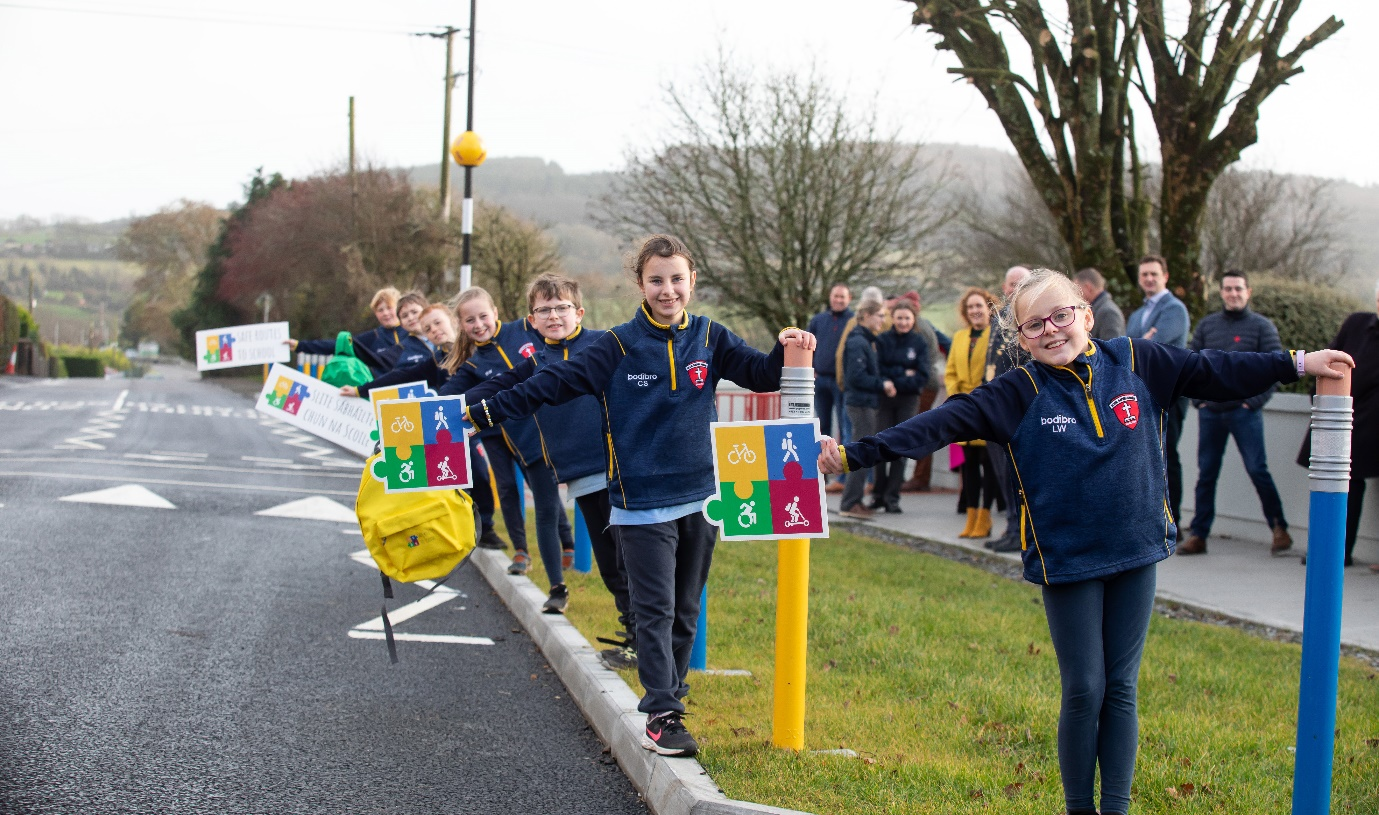 SAFE ROUTES
TO SCHOOL
SLITE SÁBHÁILTE
CHUN NA SCOILE
bodibro
CS
bodibro
LW